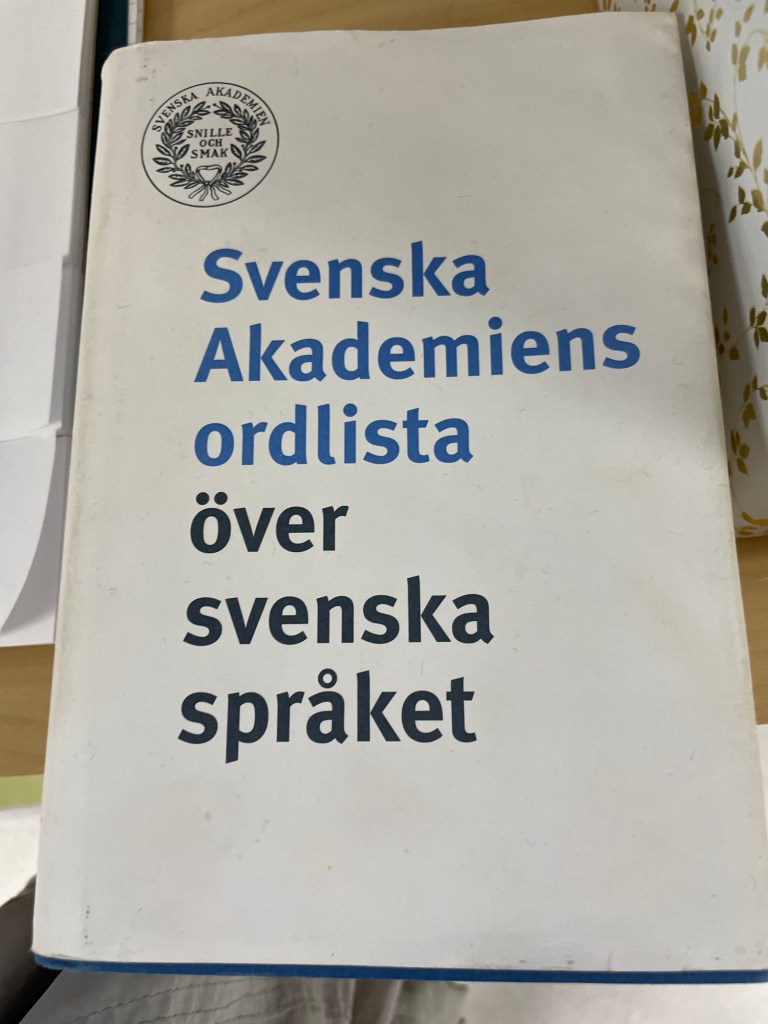 SVENSKA AKADEMIEN
SNILLE
OCH
SMAK
Svenska
Akademiens
ordlista
över
svenska
språket